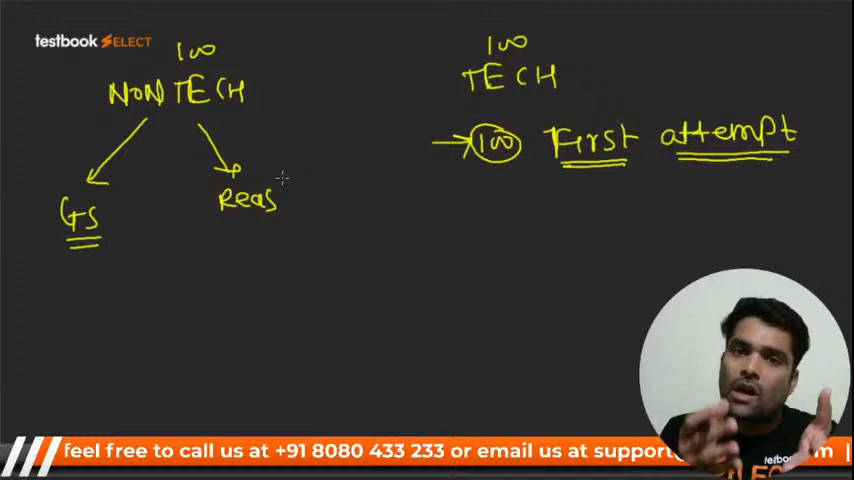 testbook SELECT
100
NON TECH
GS
Reas
100
TECH
100 First attempt
feel free to call us at +91 8080 433 233 or email us at support
testbook